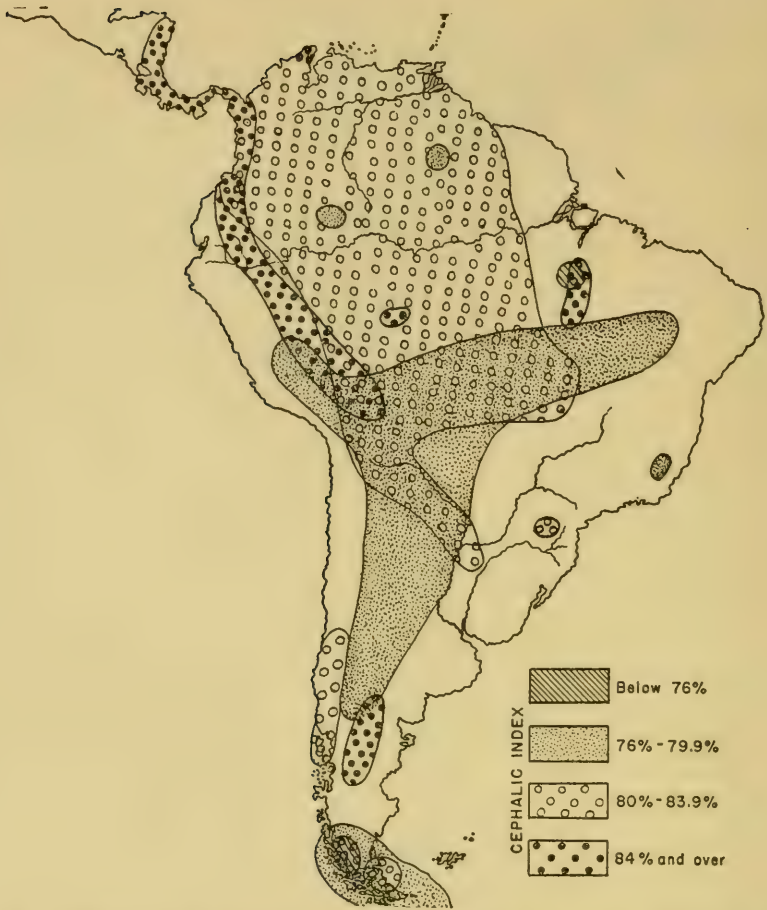 CEPHALIC INDEX
Below 76%
76%-79.9%
80%-83.9%
84% and over